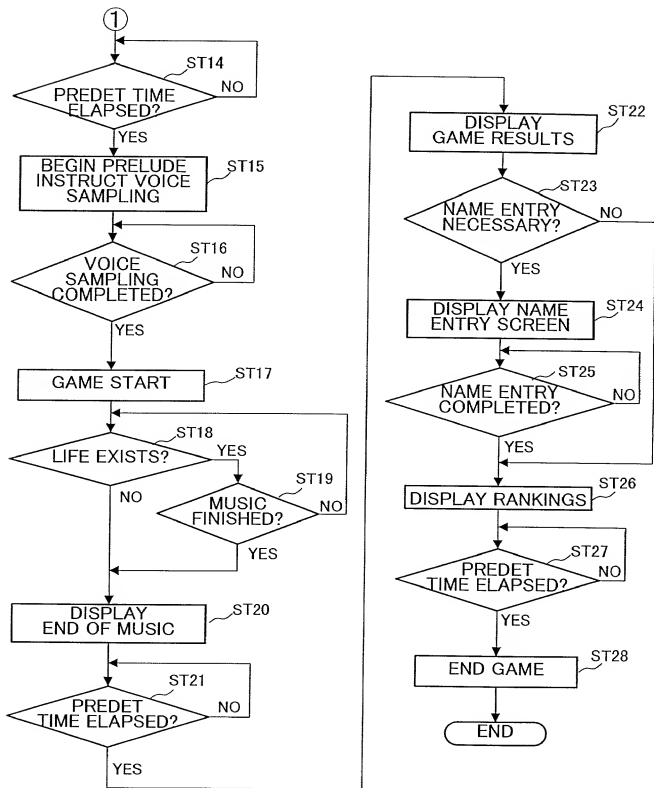 1
ST14
PREDET TIME
ELAPSED?
NO
YES
BEGIN PRELUDE
INSTRUCT VOICE
SAMPLING
ST15
ST16
VOICE
SAMPLING
COMPLETED?
NO
YES
GAME START
ST17
ST18
LIFE EXISTS?
YES
NO
ST19
MUSIC
FINISHED?
NO
YES
DISPLAY
END OF MUSIC
ST20
ST21
PREDET
TIME ELAPSED?
NO
YES
DISPLAY
GAME RESULTS
ST22
ST23
NAME ENTRY
NECESSARY?
NO
YES
DISPLAY NAME
ENTRY SCREEN
ST24
ST25
NAME ENTRY
COMPLETED?
NO
YES
DISPLAY RANKINGS
ST26
ST27
PREDET
TIME ELAPSED?
NO
YES
END GAME
ST28
END